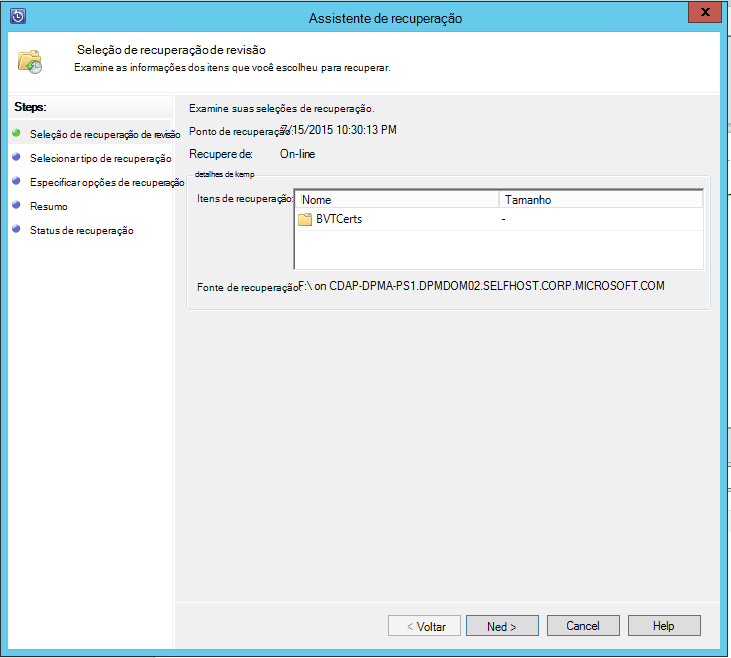 Assistente de recuperação
x
Seleção de recuperação de revisão
Examine as informações dos itens que você escolheu para recuperar.
Steps:
Seleção de recuperação de revisão
Selecionar tipo de recuperação
Especificar opções de recuperação
Resumo
Status de recuperação
Examine suas seleções de recuperação.
Ponto de recuperação 7/15/2015 10:30:13 PM
Recupere de: On-line
detalhes de kemp
Itens de recuperação: Nome Tamanho
BVTCerts -
Fonte de recuperação F:\ on CDAP-DPMA-PS1.DPMDOM02.SELFHOST.CORP.MICROSOFT.COM
< Voltar Ned > Cancel Help